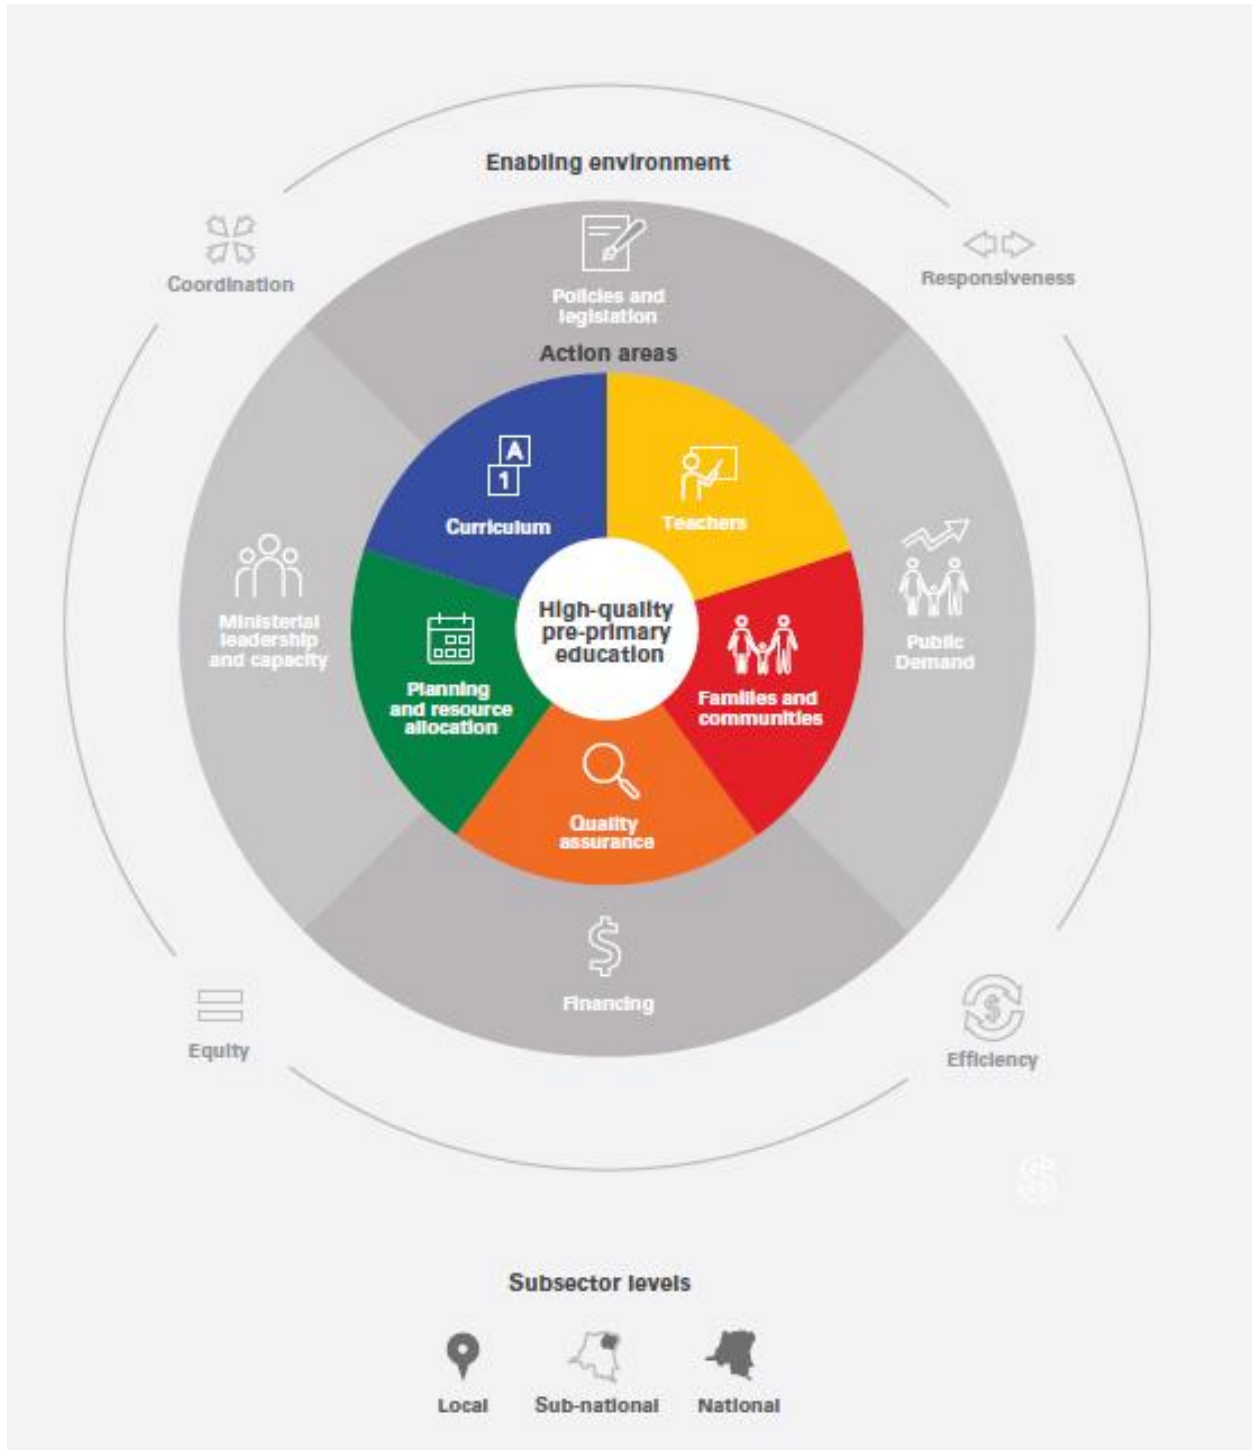 Enabling environment
Coordination
Responsiveness
Policies and
legislation
Action areas
A
1
Curriculum
Teachers
Ministerial
leadership
and capacity
High-quality
pre-primary
education
Public
Demand
Planning
and resource
allocation
Families and
communities
Quality
assurance
$
Financing
Equity
$
Efficiency
$
Subsector levels
Local
Sub-national
National